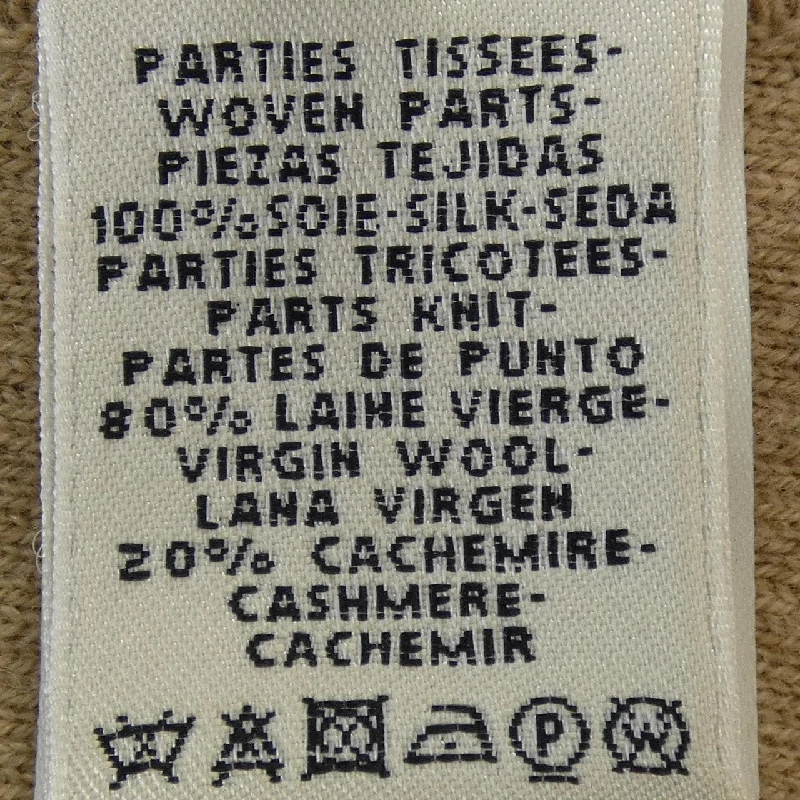 PARTIES TISSEES-
WOVEN PARTS-
PIEZAS TEJIDAS
100%SOIE-SILK-SEDA
PARTIES TRICOTEES-
PARTS KNIT-
PARTES DE PUNTO
80% LAINE VIERGE-
VIRGIN WOOL-
LANA VIRGEN
20% CACHEMIRE-
CASHMERE-
CACHEMIR
P W